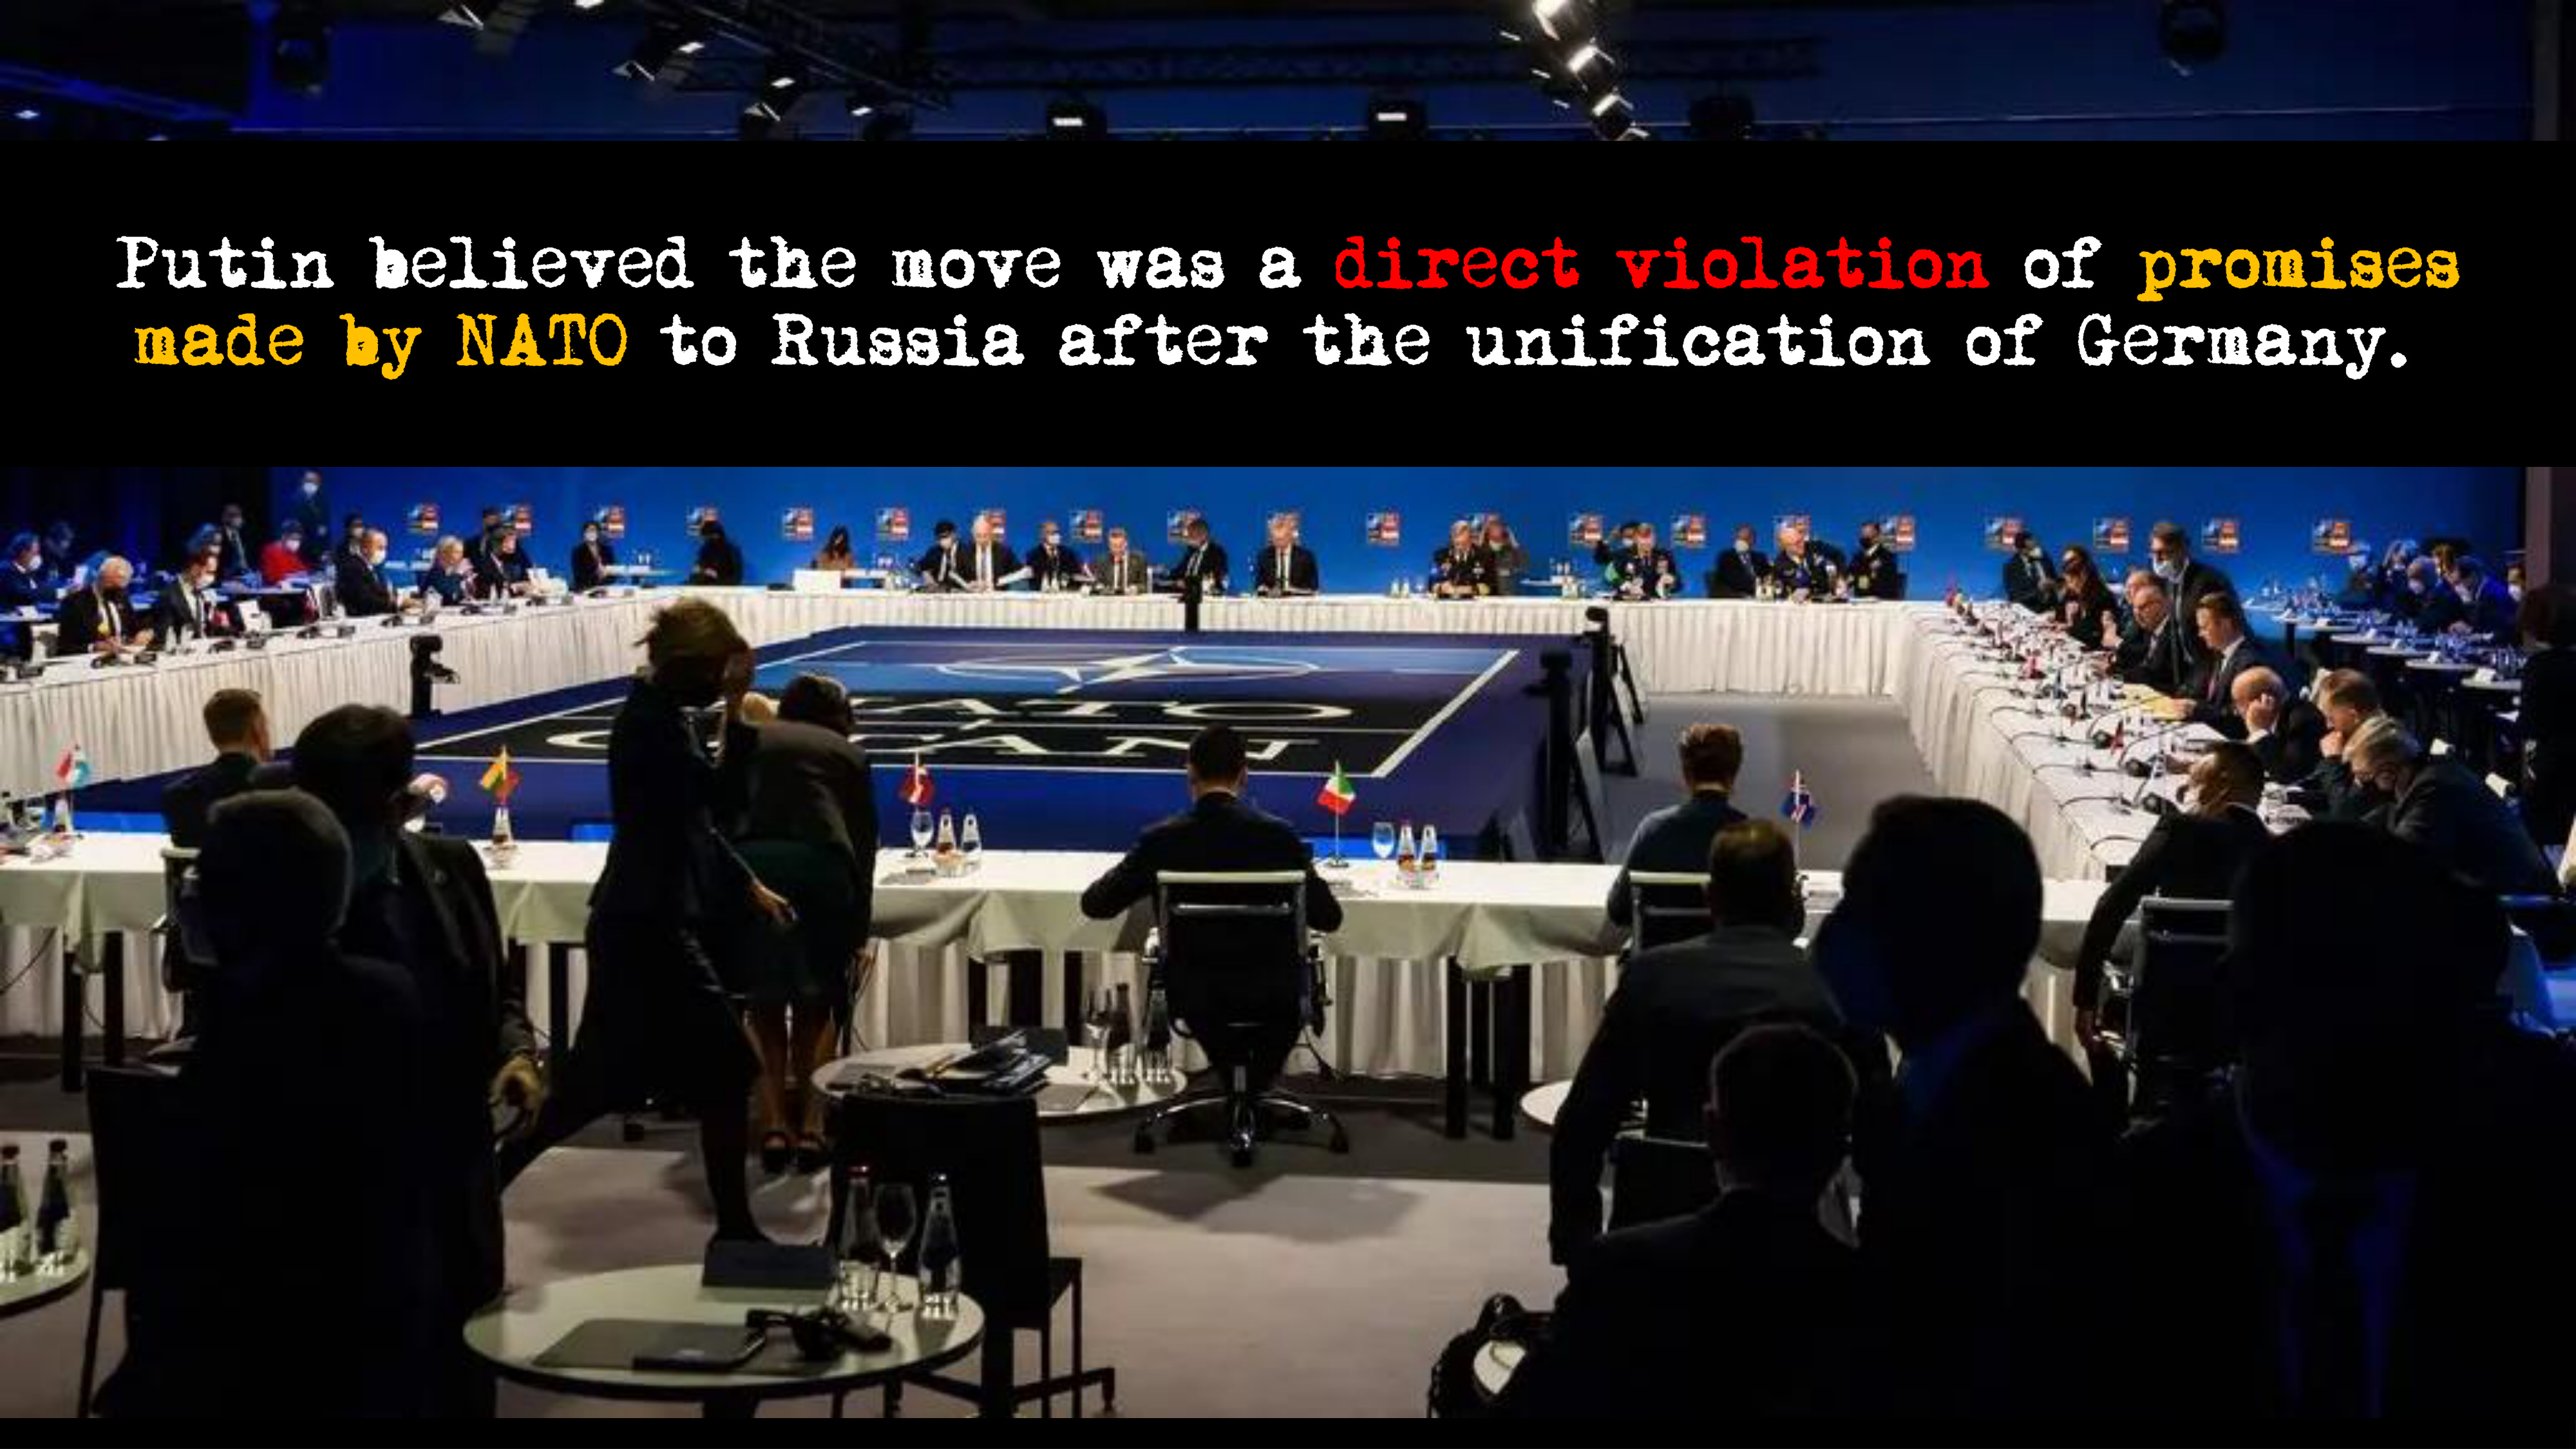 Putin believed the move was a direct violation of promises
made by NATO to Russia after the unification of Germany.